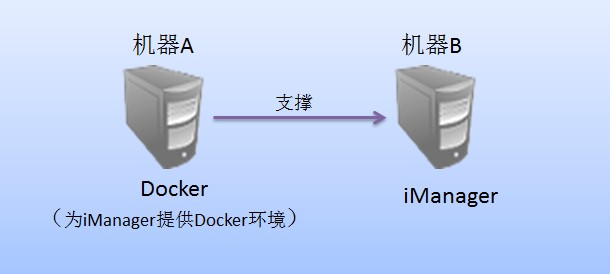 机器A
机器B
支撑
Docker
iManager
（为iManager提供Docker环境）